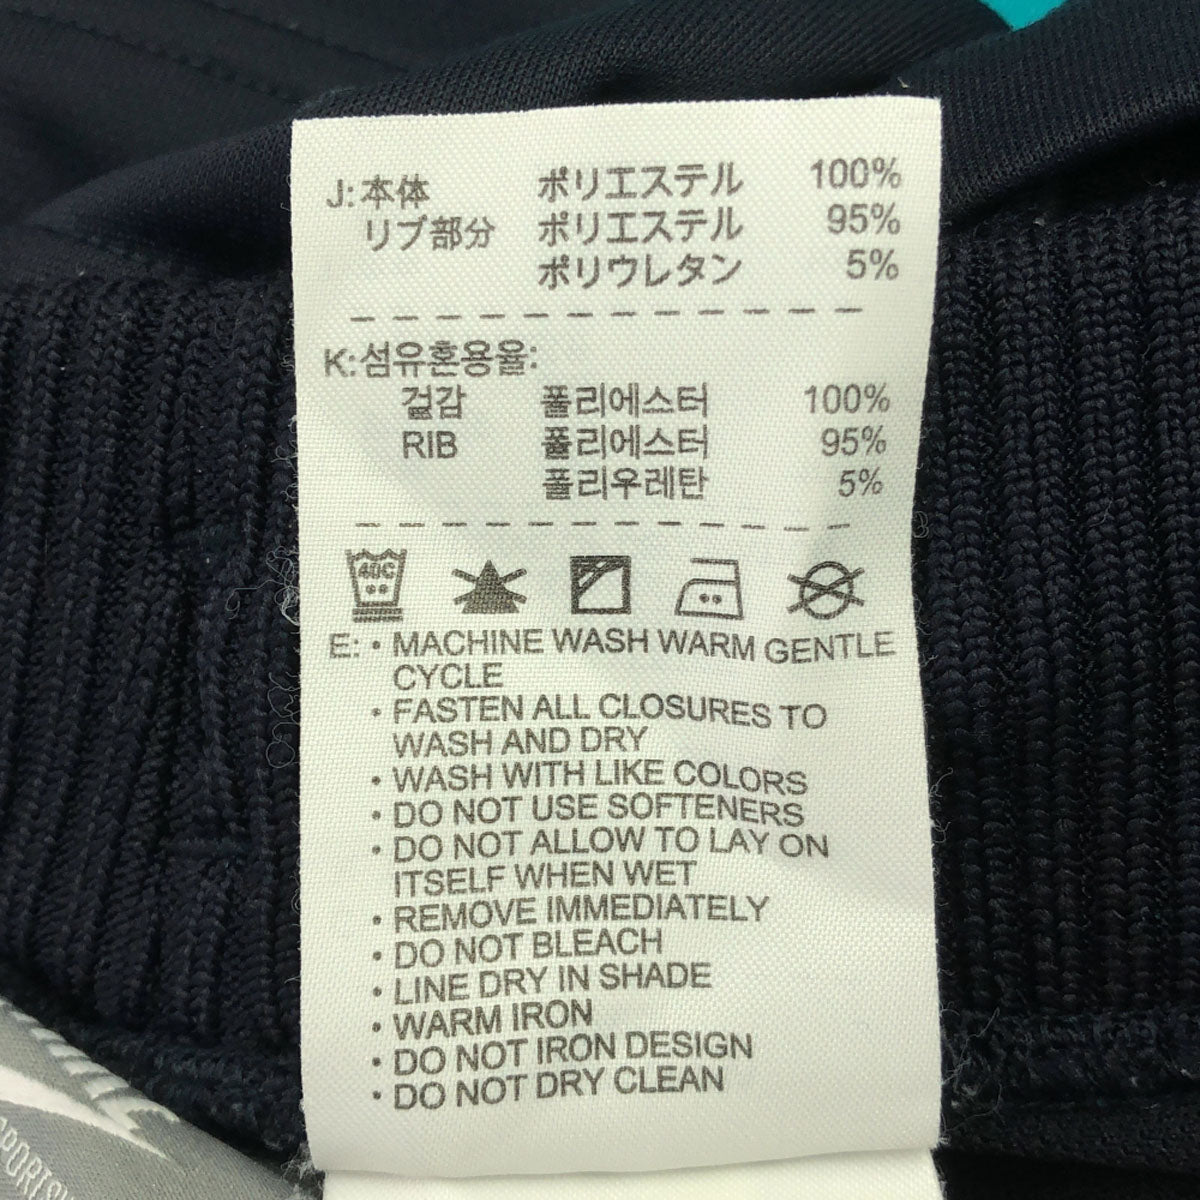 J:本体 ポリエステル 100%
リブ部分 ポリエステル 95%
ポリウレタン 5%
K:섬유혼용율:
겉감 폴리에스터 100%
RIB 폴리에스터 95%
폴리우레탄 5%
40C
E: • MACHINE WASH WARM GENTLE
CYCLE
• FASTEN ALL CLOSURES TO
WASH AND DRY
• WASH WITH LIKE COLORS
• DO NOT USE SOFTENERS
• DO NOT ALLOW TO LAY ON
ITSELF WHEN WET
• REMOVE IMMEDIATELY
• DO NOT BLEACH
• LINE DRY IN SHADE
• WARM IRON
• DO NOT IRON DESIGN
• DO NOT DRY CLEAN